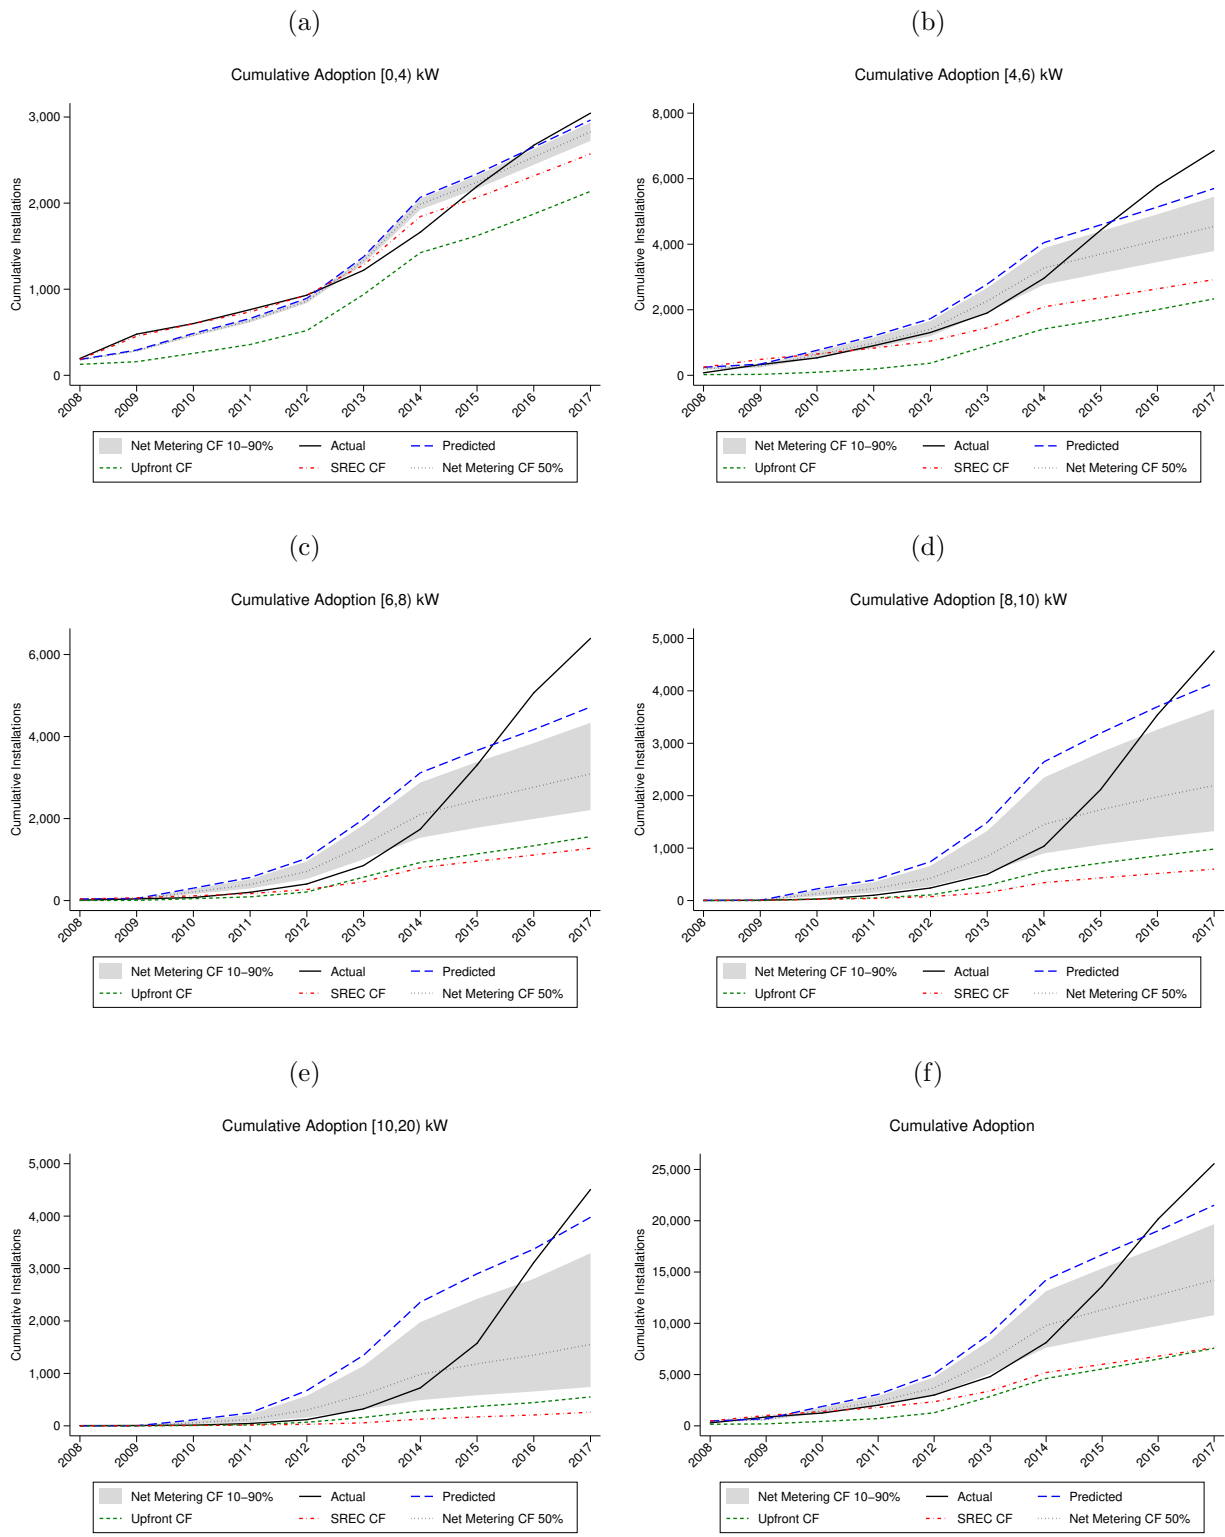 (a)
Cumulative Adoption [0,4) kW
Cumulative Installations
3,000
2,000
1,000
0
2008 2009 2010 2011 2012 2013 2014 2015 2016 2017
Net Metering CF 10−90% Actual Predicted
Upfront CF SREC CF Net Metering CF 50%
(b)
Cumulative Adoption [4,6) kW
Cumulative Installations
8,000
6,000
4,000
2,000
0
2008 2009 2010 2011 2012 2013 2014 2015 2016 2017
Net Metering CF 10−90% Actual Predicted
Upfront CF SREC CF Net Metering CF 50%
(c)
Cumulative Adoption [6,8) kW
Cumulative Installations
6,000
4,000
2,000
0
2008 2009 2010 2011 2012 2013 2014 2015 2016 2017
Net Metering CF 10−90% Actual Predicted
Upfront CF SREC CF Net Metering CF 50%
(d)
Cumulative Adoption [8,10) kW
Cumulative Installations
5,000
4,000
3,000
2,000
1,000
0
2008 2009 2010 2011 2012 2013 2014 2015 2016 2017
Net Metering CF 10−90% Actual Predicted
Upfront CF SREC CF Net Metering CF 50%
(e)
Cumulative Adoption [10,20) kW
Cumulative Installations
5,000
4,000
3,000
2,000
1,000
0
2008 2009 2010 2011 2012 2013 2014 2015 2016 2017
Net Metering CF 10−90% Actual Predicted
Upfront CF SREC CF Net Metering CF 50%
(f)
Cumulative Adoption
Cumulative Installations
25,000
20,000
15,000
10,000
5,000
0
2008 2009 2010 2011 2012 2013 2014 2015 2016 2017
Net Metering CF 10−90% Actual Predicted
Upfront CF SREC CF Net Metering CF 50%